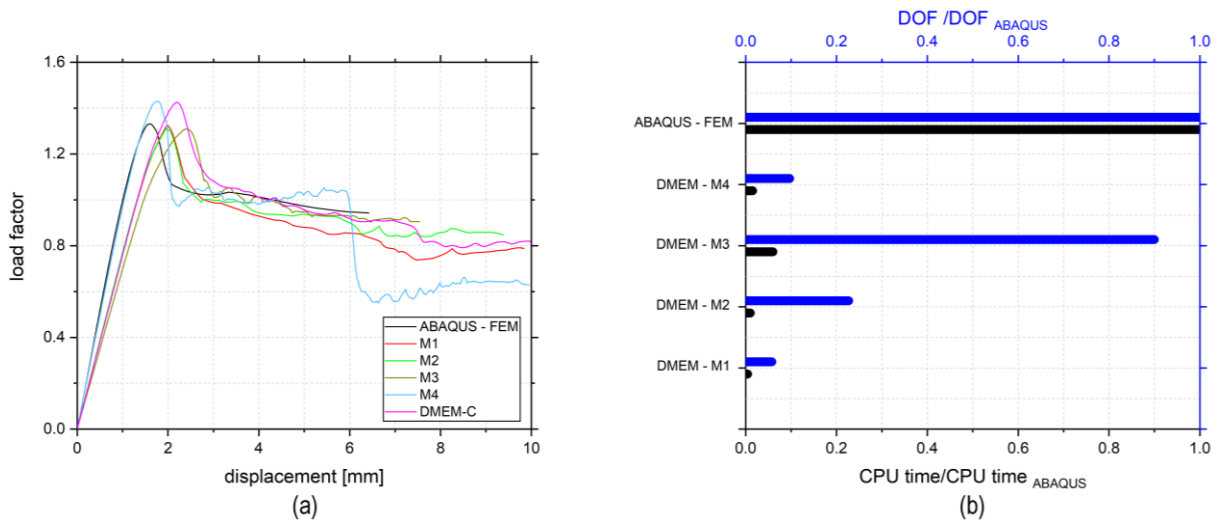 1.6
1.2
0.8
0.4
0.0
load factor
0 2 4 6 8 10
displacement [mm]
ABAQUS - FEM
M1
M2
M3
M4
DMEM-C
(a)
DOF /DOF ABAQUS
0.0 0.2 0.4 0.6 0.8 1.0
ABAQUS - FEM
DMEM - M4
DMEM - M3
DMEM - M2
DMEM - M1
0.0 0.2 0.4 0.6 0.8 1.0
CPU time/CPU time ABAQUS
(b)